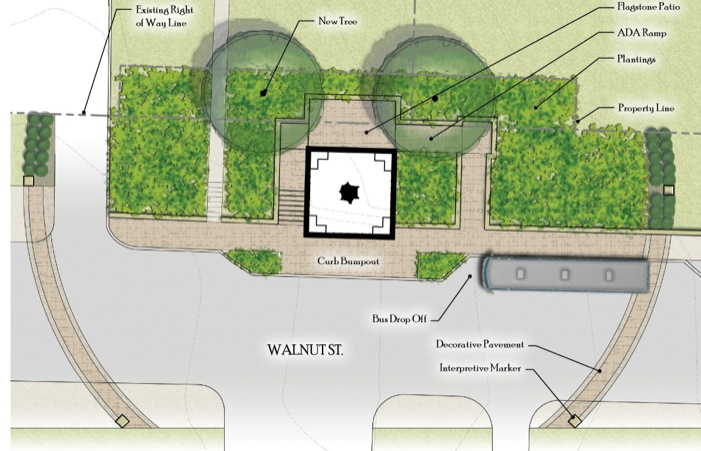 Existing Right
of Way Line
New Tree
Flagstone Patio
ADA Ramp
Plantings
Property Line
Curb Bumpout
Bus Drop Off
WALNUT ST.
Decorative Pavement
Interpretive Marker